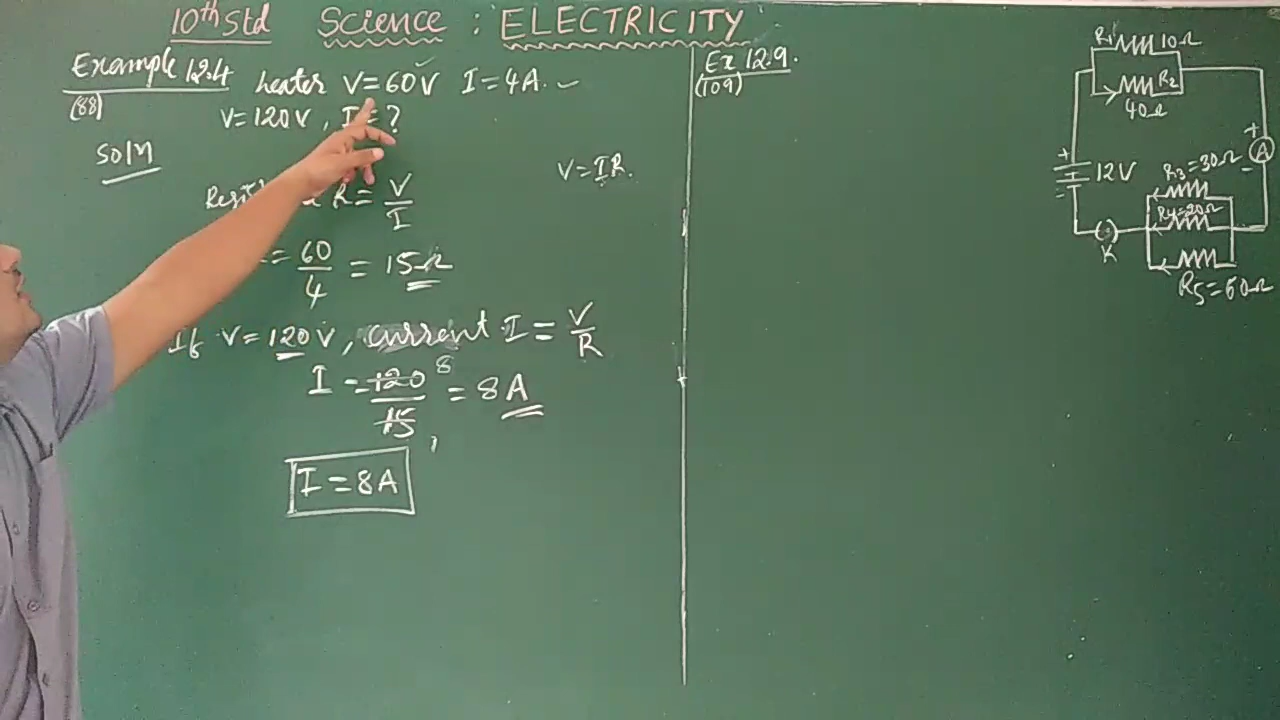 10th Std Science : ELECTRICITY
Example 12.4 heater V=60V I=4A.
(88)
V=120V, I=?
Soln
R=V/I
=60/4=15Ω
If V=120V, current I=V/R
I=120/15 8 1 =8A
I=8A
V=IR.
Ex 12.9.
(109)
R1 10Ω
R2
40Ω
+ A -
+ 12V -
R3=30Ω
R4=20Ω
K
R5=60Ω